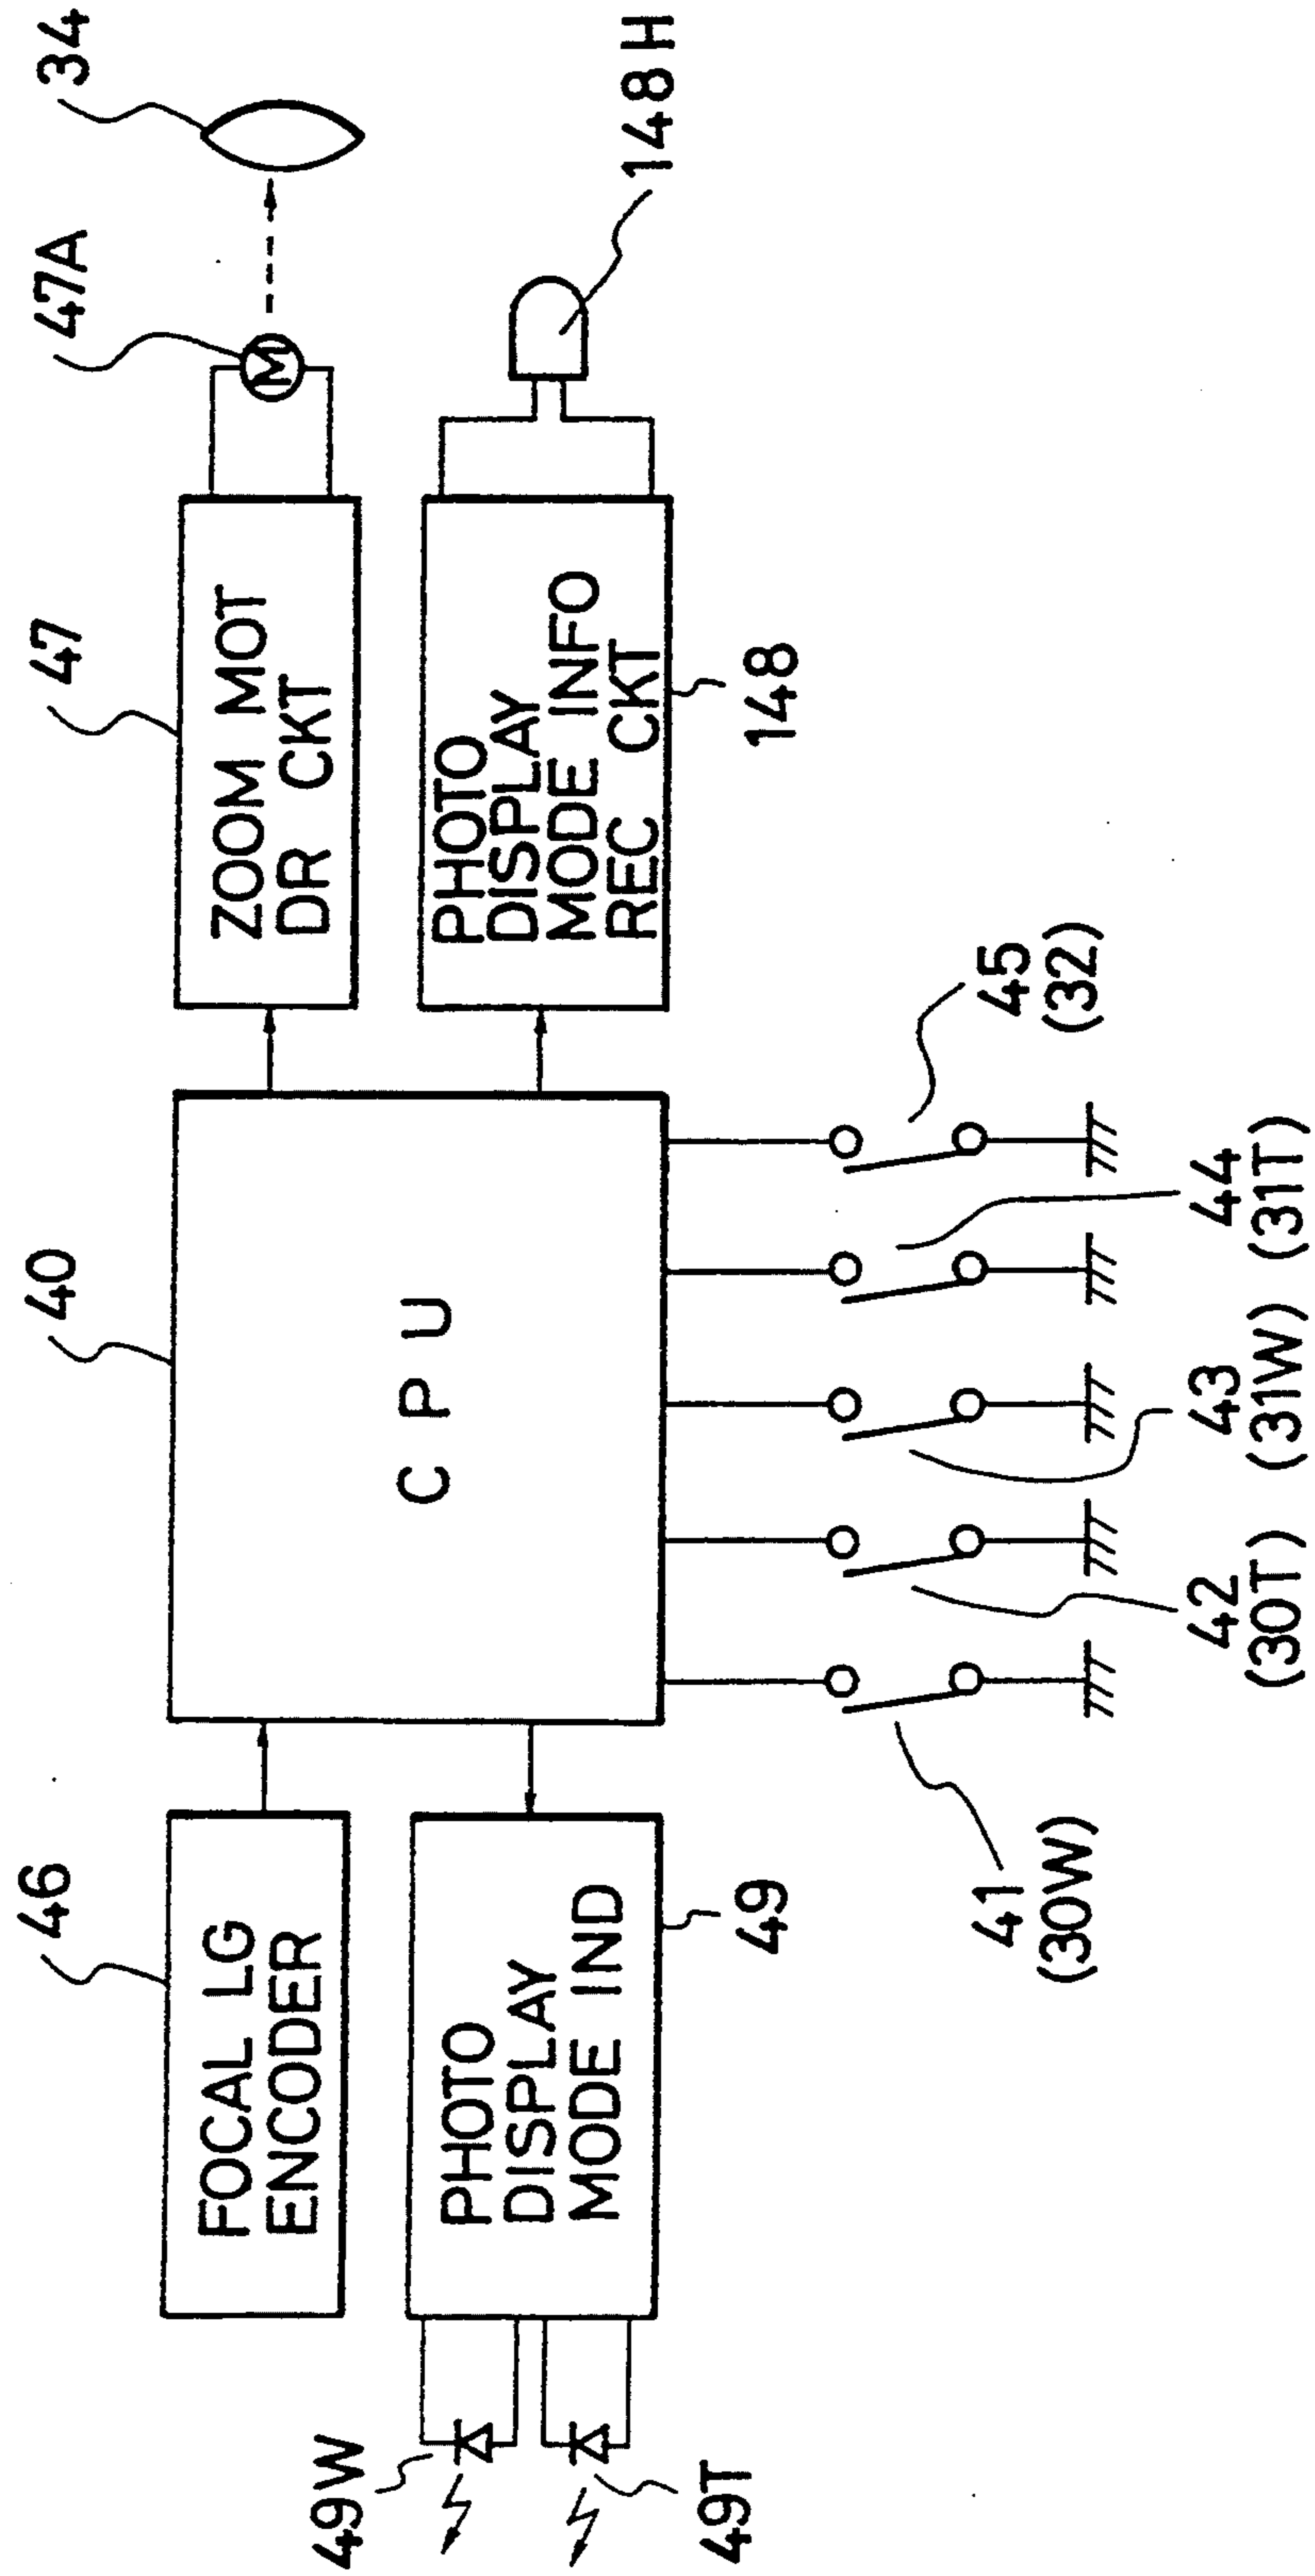 46
40
47
47A
34
FOCAL LG
ENCODER
C P U
ZOOM MOT
DR CKT
M
49W
49T
PHOTO
DISPLAY
MODE IND
49
PHOTO
DISPLAY
MODE INFO
REC CKT
148
148H
41
(30W)
42
(30T)
43
(31W)
44
(31T)
45
(32)